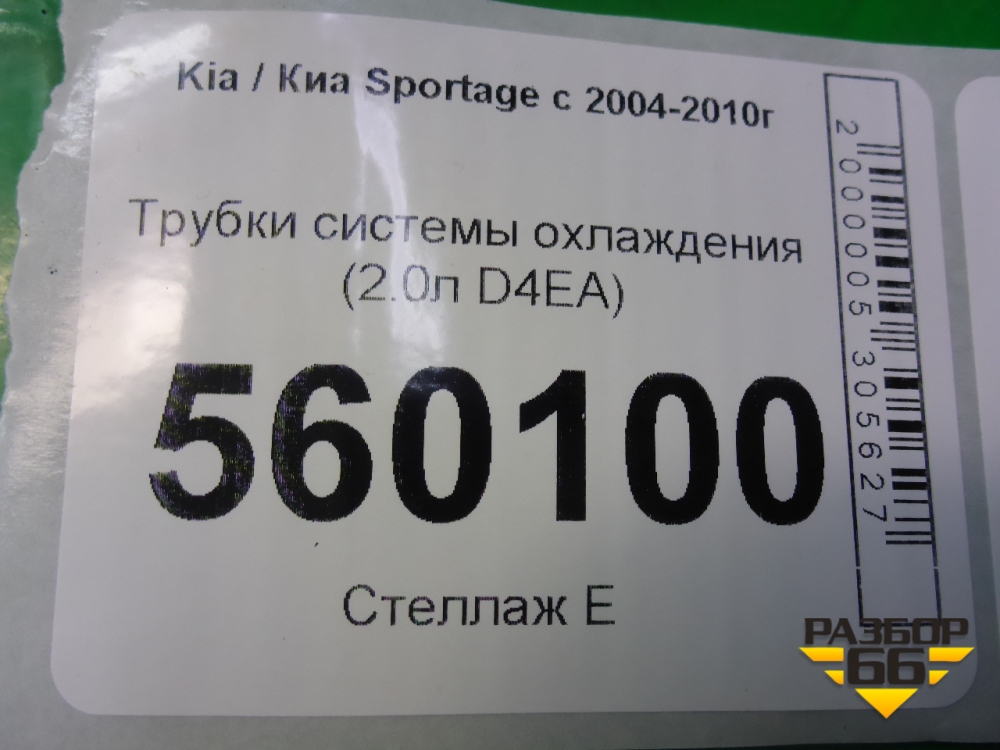 Kia / Киа Sportage с 2004-2010г
Трубки системы охлаждения
(2.0л D4EA)
560100
Стеллаж Е
2000005305627
РАЗБОР
66